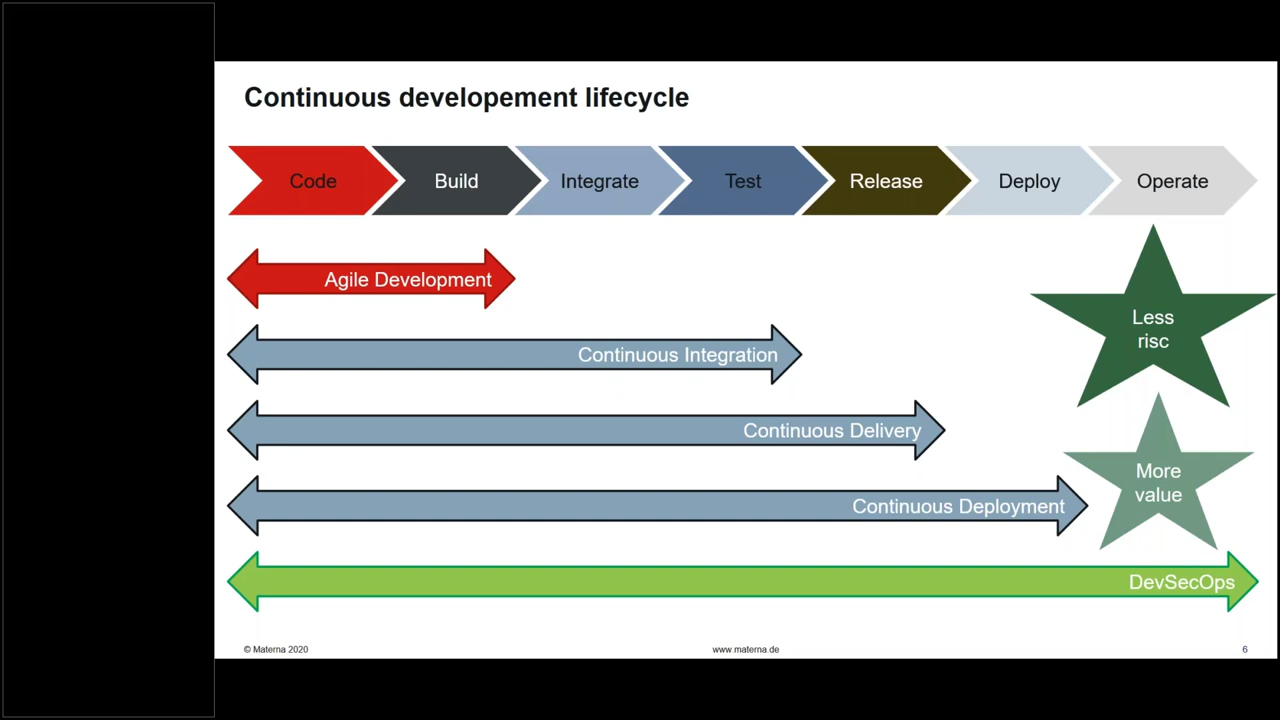 Continuous developement lifecycle
Code
Build
Integrate
Test
Release
Deploy
Operate
Agile Development
Less
risc
Continuous Integration
Continuous Delivery
More
value
Continuous Deployment
DevSecOps
© Materna 2020
www.materna.de
6